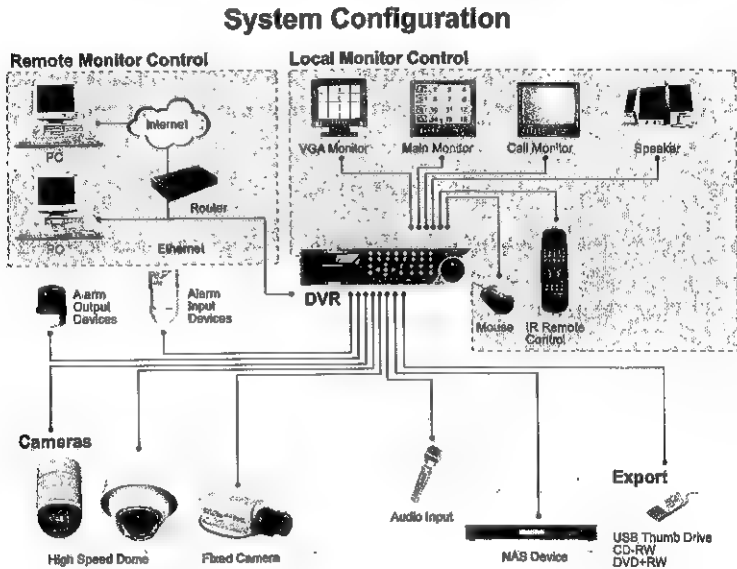 System Configuration
Remote Monitor Control
Local Monitor Control
Internet
PC
VGA Monitor
Main Monitor
Call Monitor
Speaker
Router
PC
Ethernet
Alarm
Output
Devices
Alarm
Input
Devices
DVR
Mouse
IR Remote
Control
Cameras
Export
Audio Input
High Speed Dome
Fixed Camera
NAS Device
USB Thumb Drive
CD-RW
DVD+RW